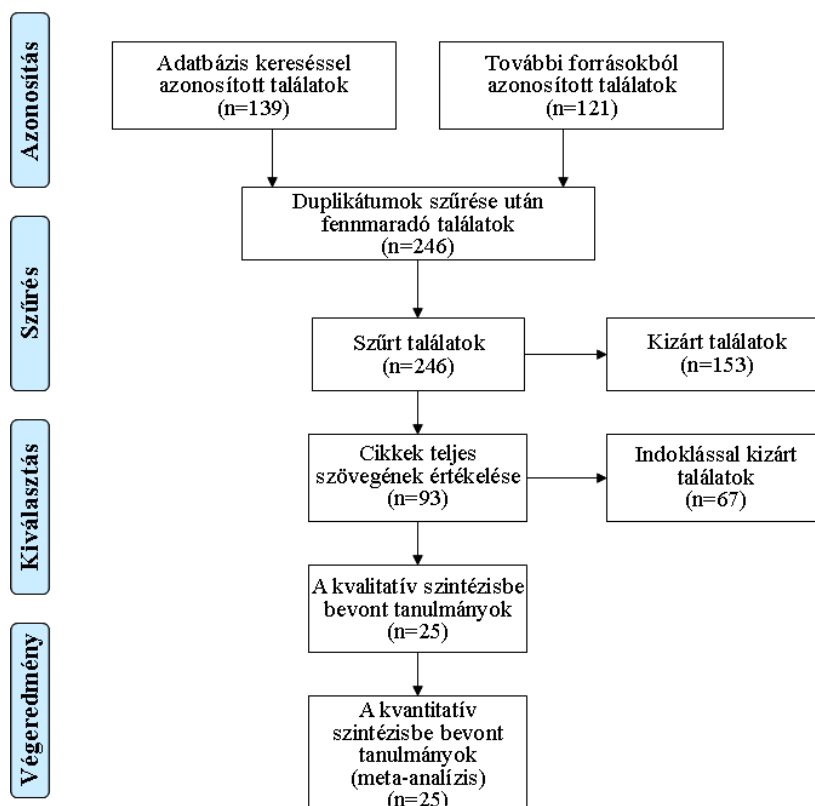 Azonosítás
Adatbázis kereséssel
azonosított találatok
(n=139)
További forrásokból
azonosított találatok
(n=121)
Duplikátumok szűrése után
fennmaradó találatok
(n=246)
Szűrés
Szűrt találatok
(n=246)
Kizárt találatok
(n=153)
Kiválasztás
Cikkek teljes
szövegének értékelése
(n=93)
Indoklással kizárt
találatok
(n=67)
A kvalitatív szintézisbe
bevont tanulmányok
(n=25)
Végeredmény
A kvantitatív
szintézisbe bevont
tanulmányok
(meta-analízis)
(n=25)